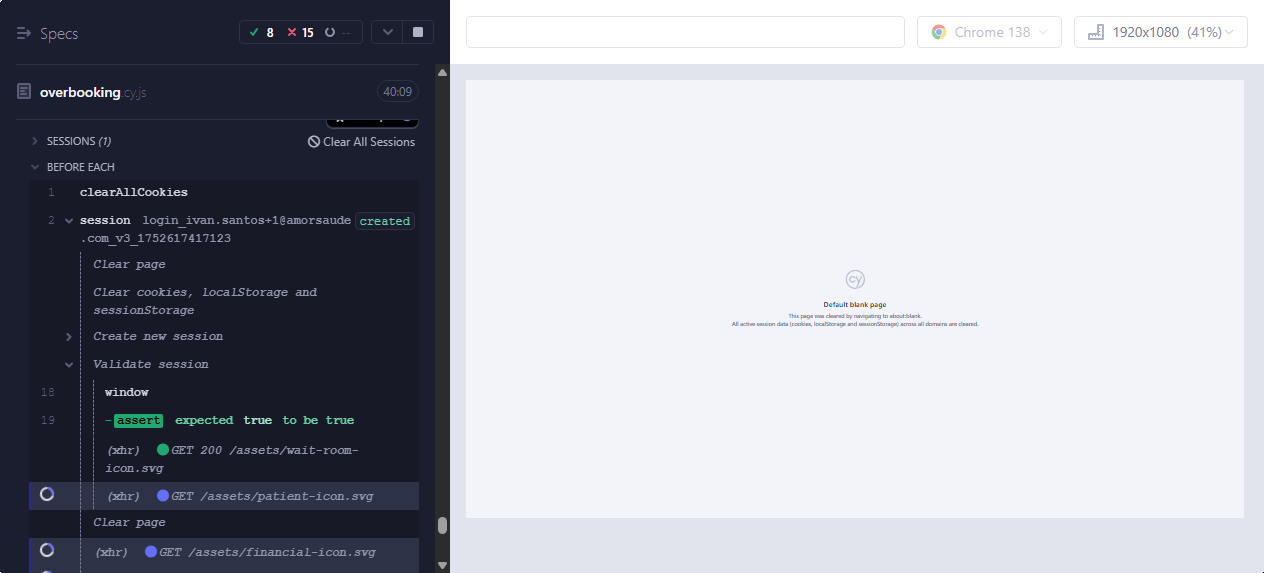 Specs
8
15
--
Chrome 138
1920x1080 (41%)
overbooking.cy.js
40:09
SESSIONS (1)
Clear All Sessions
BEFORE EACH
1 clearAllCookies
2 session login_ivan.santos+1@amorsaude created
.com_v3_1752617417123
Clear page
Clear cookies, localStorage and
sessionStorage
Create new session
Validate session
18 window
19 -assert expected true to be true
(xhr) GET 200 /assets/wait-room-
icon.svg
(xhr) GET /assets/patient-icon.svg
Clear page
(xhr) GET /assets/financial-icon.svg
cy
Default blank page
This page was cleared by navigating to about:blank.
All active session data (cookies, localStorage and sessionStorage) across all domains are cleared.